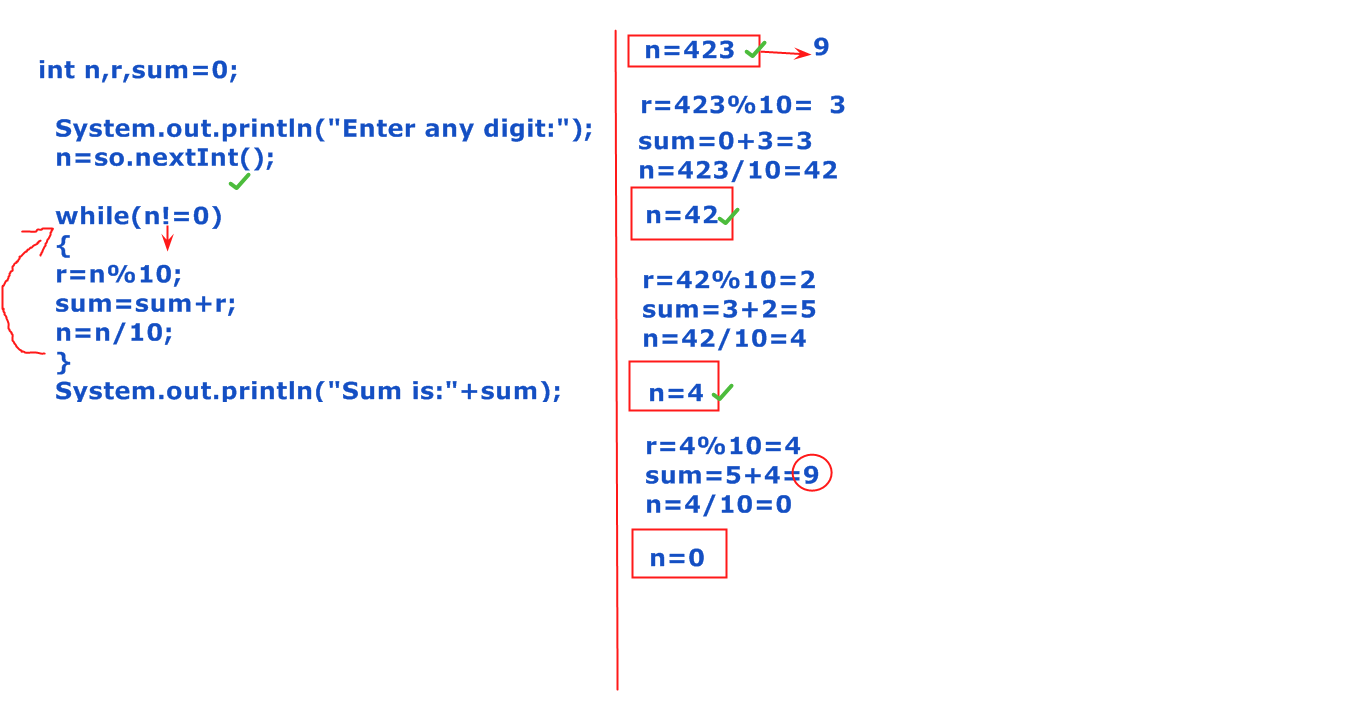 int n,r,sum=0;
System.out.println("Enter any digit:");
n=so.nextInt();
while(n!=0)
{
r=n%10;
sum=sum+r;
n=n/10;
}
System.out.println("Sum is:"+sum);
n=423 9
r=423%10= 3
sum=0+3=3
n=423/10=42
n=42
r=42%10=2
sum=3+2=5
n=42/10=4
n=4
r=4%10=4
sum=5+4=9
n=4/10=0
n=0